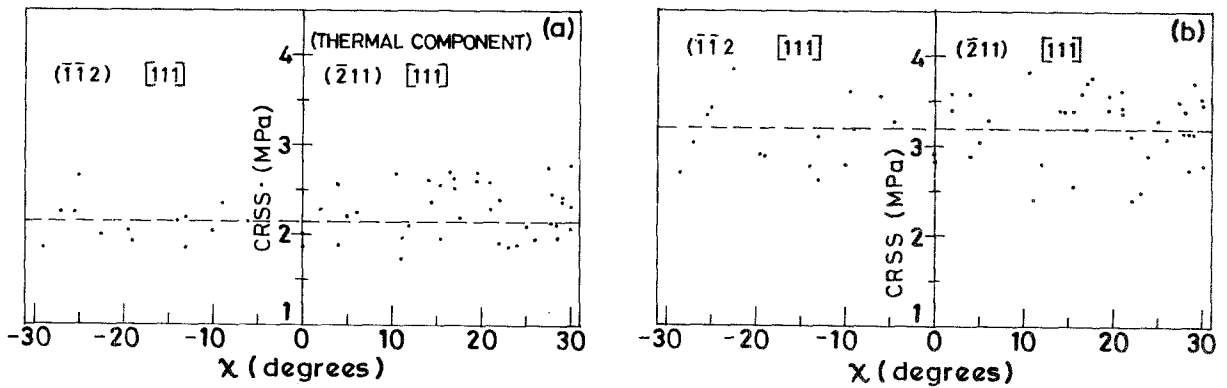 (a)
4
(THERMAL COMPONENT)
(1̄1̄2) [111]
(2̄11) [111]
3
CRSS· (MPa)
2
1
-30 -20 -10 0 10 20 30
χ (degrees)
(b)
4
(1̄1̄2 [111]
(2̄11) [111]
3
CRSS (MPa)
2
1
-30 -20 -10 0 10 20 30
χ (degrees)